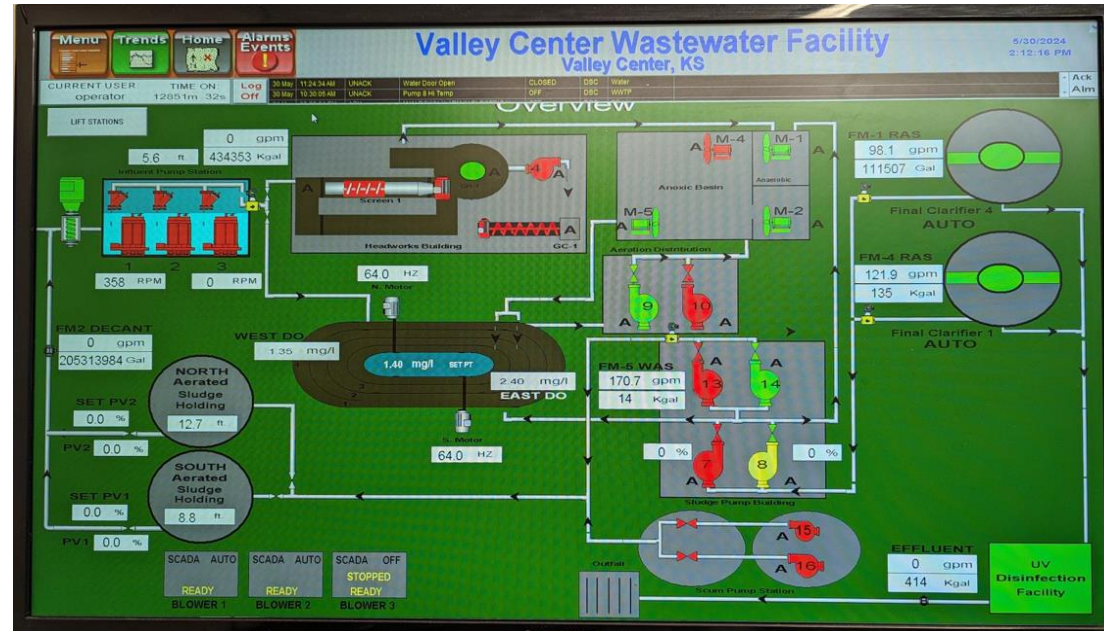 Menu
Trends
Home
Alarms
Events
Valley Center Wastewater Facility
Valley Center, KS
5/30/2024
2:12:16 PM
CURRENT USER
operator
TIME ON:
12851m 32s
Log
Off
30 May 11:24:34 AM UNACK Water Door Open CLOSED DSC Water
30 May 10:30:05 AM UNACK Pump 8 Hi Temp OFF DSC WWTP
Ack
Alm
Overview
LIFT STATIONS
0 gpm
434353 Kgal
5.6 ft
Influent Pump Station
1 2 3
358 RPM
0 RPM
A
Screen 1
A
4
A
Headworks Building
A
GC-1
A M-4
M-1 A
Anoxic Basin
Anaerobic
M-5
A
M-2
A
Aeration Distribution
9
10
A A
FM-1 RAS
98.1 gpm
111507 Gal
Final Clarifier 4
AUTO
FM-4 RAS
121.9 gpm
135 Kgal
Final Clarifier 1
AUTO
64.0 HZ
N. Motor
WEST DO
1.35 mg/l
1.40 mg/l SET PT
2.40 mg/l
EAST DO
S. Motor
64.0 HZ
FM2 DECANT
0 gpm
205313984 Gal
NORTH
Aerated
Sludge
Holding
12.7 ft
SET PV2
0.0 %
PV2 0.0 %
SOUTH
Aerated
Sludge
Holding
8.8 ft
SET PV1
0.0 %
PV1 0.0 %
FM-5 WAS
170.7 gpm
14 Kgal
13
14
A A
0 %
7
8
0 %
A A
Sludge Pump Building
SCADA AUTO
READY
BLOWER 1
SCADA AUTO
READY
BLOWER 2
SCADA OFF
STOPPED
READY
BLOWER 3
A 15
A 16
Scum Pump Station
Outfall
EFFLUENT
0 gpm
414 Kgal
UV
Disinfection
Facility